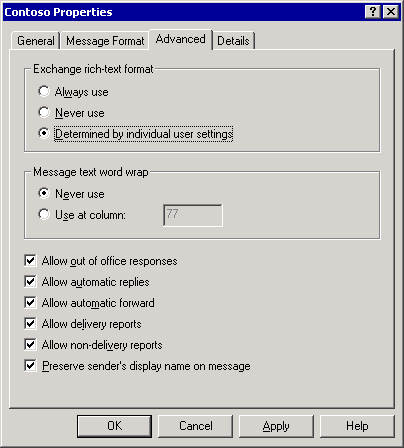 Contoso Properties
General Message Format Advanced Details
Exchange rich-text format
Always use
Never use
Determined by individual user settings
Message text word wrap
Never use
Use at column: 77
Allow out of office responses
Allow automatic replies
Allow automatic forward
Allow delivery reports
Allow non-delivery reports
Preserve sender's display name on message
OK Cancel Apply Help